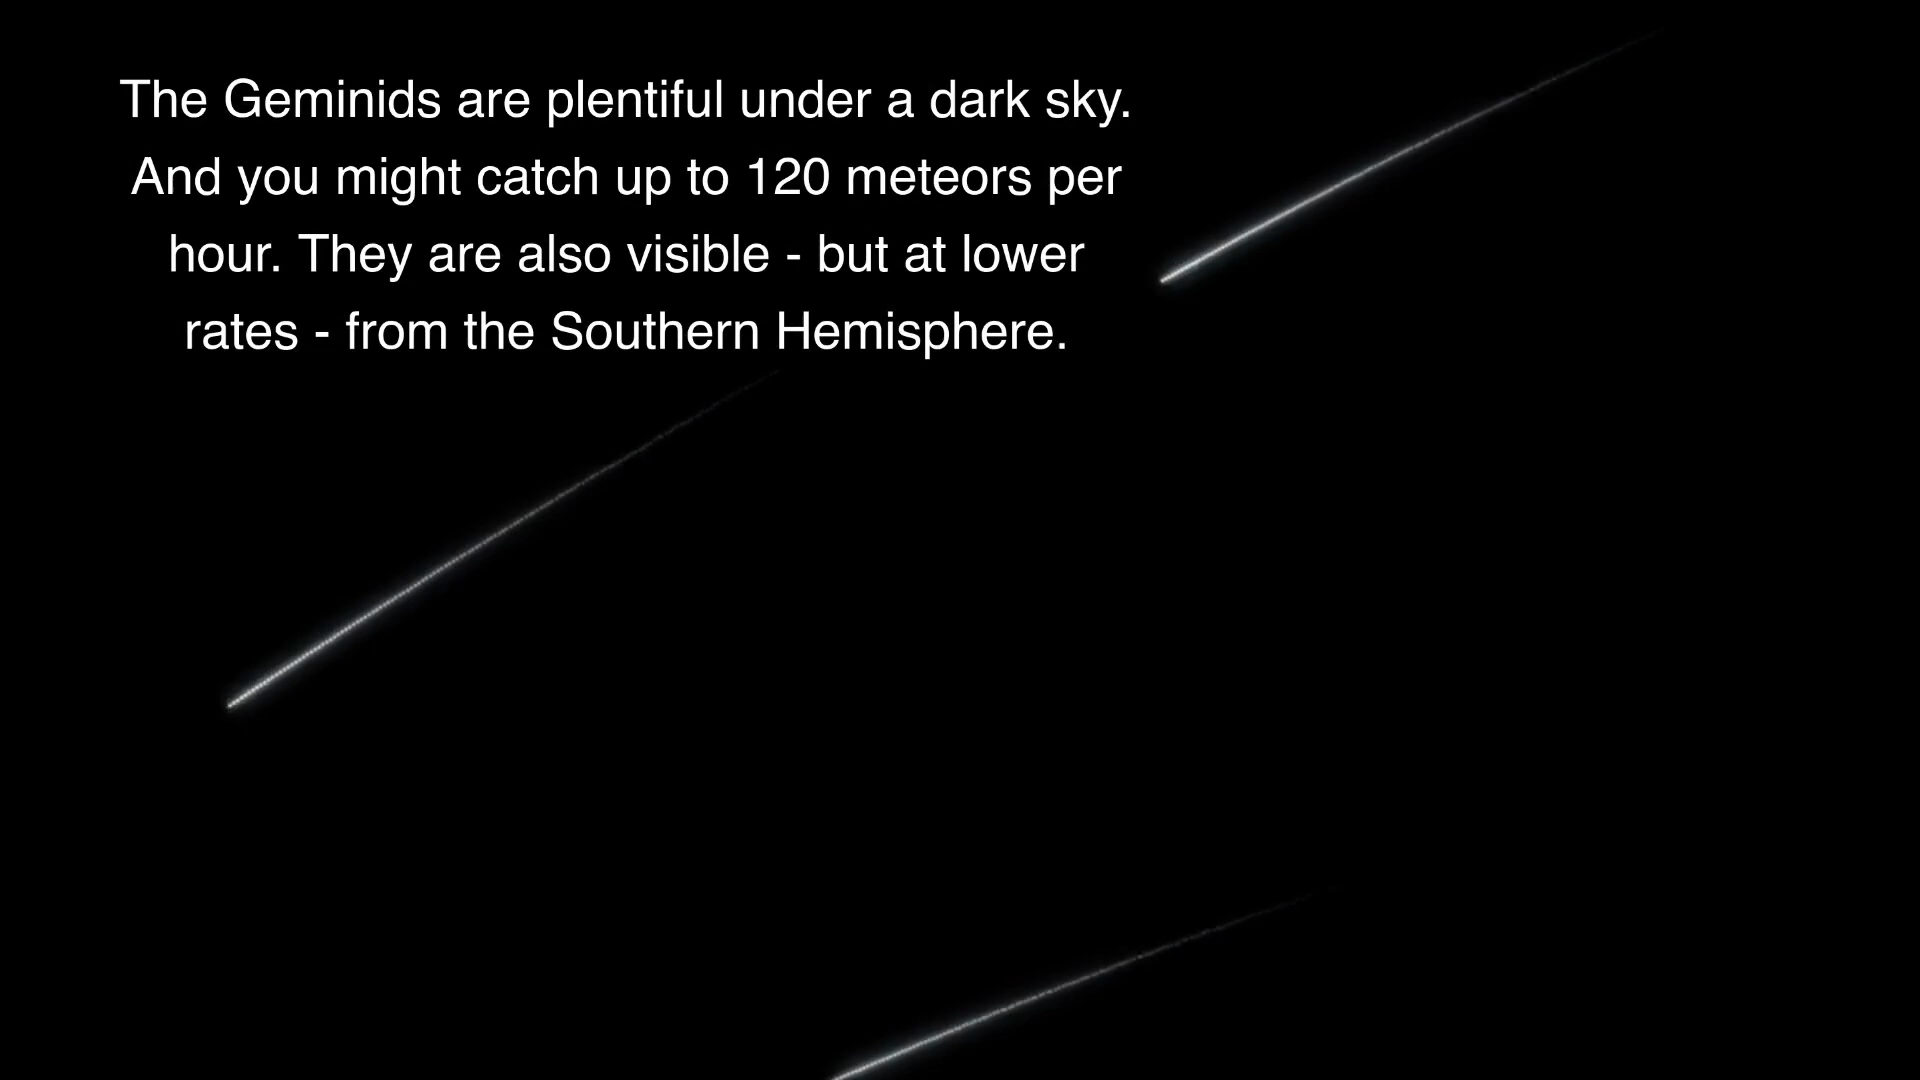 The Geminids are plentiful under a dark sky.
And you might catch up to 120 meteors per
hour. They are also visible - but at lower
rates - from the Southern Hemisphere.